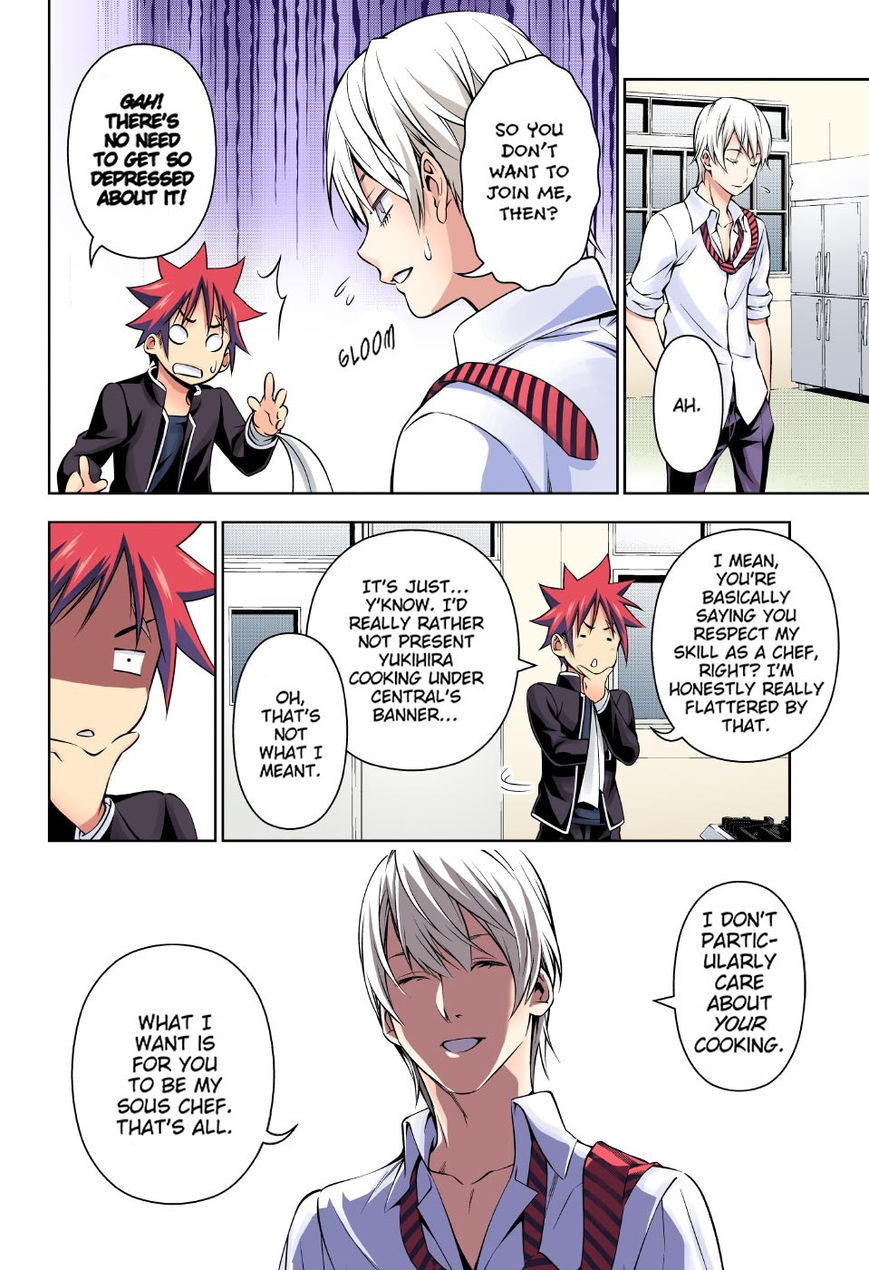 AH.
SO YOU
DON'T
WANT TO
JOIN ME,
THEN?
GLOOM
GAH!
THERE'S
NO NEED
TO GET SO
DEPRESSED
ABOUT IT!
I MEAN,
YOU'RE
BASICALLY
SAYING YOU
RESPECT MY
SKILL AS A CHEF,
RIGHT? I'M
HONESTLY REALLY
FLATTERED BY
THAT.
IT'S JUST...
Y'KNOW. I'D
REALLY RATHER
NOT PRESENT
YUKIHIRA
COOKING UNDER
CENTRAL'S
BANNER...
OH,
THAT'S
NOT
WHAT I
MEANT.
I DON'T
PARTIC-
ULARLY
CARE
ABOUT
YOUR
COOKING.
WHAT I
WANT IS
FOR YOU
TO BE MY
SOUS CHEF.
THAT'S ALL.